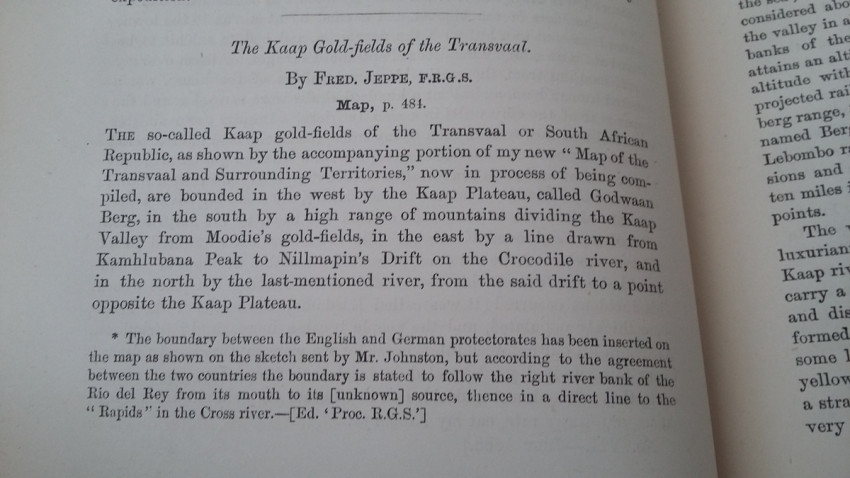 The Kaap Gold-fields of the Transvaal.
By FRED. JEPPE, F.R.G.S.
Map, p. 484.
THE so-called Kaap gold-fields of the Transvaal or South African
Republic, as shown by the accompanying portion of my new “ Map of the
Transvaal and Surrounding Territories,” now in process of being com-
piled, are bounded in the west by the Kaap Plateau, called Godwaan
Berg, in the south by a high range of mountains dividing the Kaap
Valley from Moodie's gold-fields, in the east by a line drawn from
Kamhlubana Peak to Nillmapin's Drift on the Crocodile river, and
in the north by the last-mentioned river, from the said drift to a point
opposite the Kaap Plateau.
* The boundary between the English and German protectorates has been inserted on
the map as shown on the sketch sent by Mr. Johnston, but according to the agreement
between the two countries the boundary is stated to follow the right river bank of the
Rio del Rey from its mouth to its [unknown] source, thence in a direct line to the
“ Rapids” in the Cross river.—[Ed. ‘Proc. R.G.S.’]
considered
the valley in a
banks of the
attains an
altitude with
projected
berg range,
named
Lebombo
sions and
ten miles
points.
The
Kaap
carry a
and
formed
some
yellow
a
very